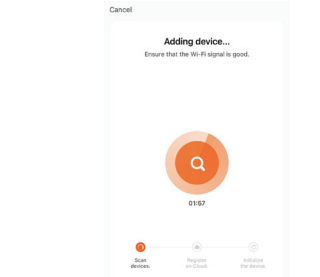 Cancel
Adding device...
Ensure that the Wi-Fi signal is good.
01:57
Scan
devices.
Register
on Cloud.
Initialize
the device.